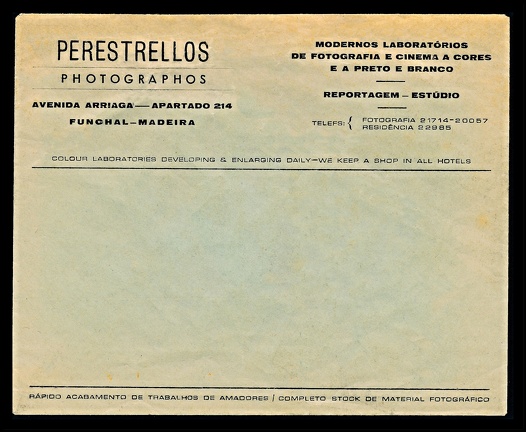 PERESTRELLOS
PHOTOGRAPHOS
AVENIDA ARRIAGA — APARTADO 214
FUNCHAL – MADEIRA
MODERNOS LABORATÓRIOS
DE FOTOGRAFIA E CINEMA A CORES
E A PRETO E BRANCO
REPORTAGEM – ESTÚDIO
TELEFS: { FOTOGRAFIA 21714-20057
RESIDÊNCIA 22985
COLOUR LABORATORIES DEVELOPING & ENLARGING DAILY—WE KEEP A SHOP IN ALL HOTELS
RÁPIDO ACABAMENTO DE TRABALHOS DE AMADORES / COMPLETO STOCK DE MATERIAL FOTOGRÁFICO